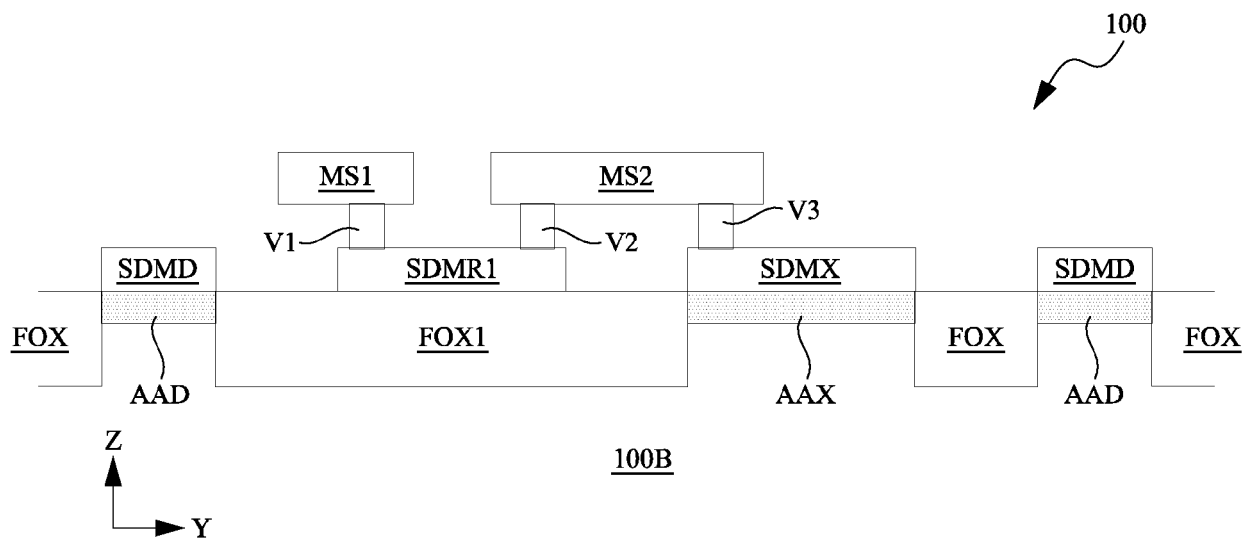 100
MS1
MS2
V1
V2
V3
SDMD
SDMR1
SDMX
SDMD
FOX
FOX1
FOX
FOX
AAD
AAX
AAD
Z
100B
Y